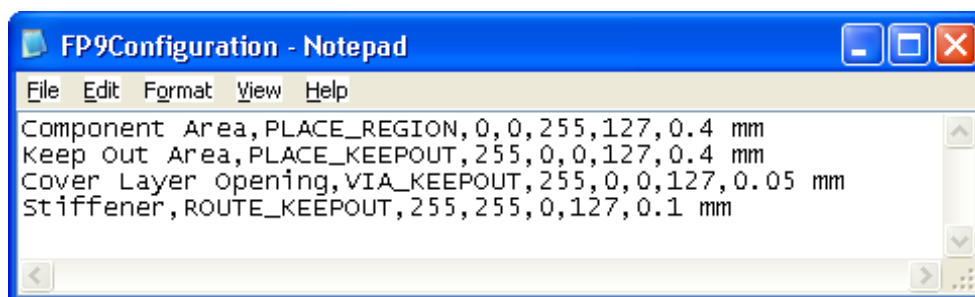 FP9Configuration - Notepad
File Edit Format View Help
Component Area,PLACE_REGION,0,0,255,127,0.4 mm
Keep Out Area,PLACE_KEEPOUT,255,0,0,127,0.4 mm
Cover Layer Opening,VIA_KEEPOUT,255,0,0,127,0.05 mm
Stiffener,ROUTE_KEEPOUT,255,255,0,127,0.1 mm